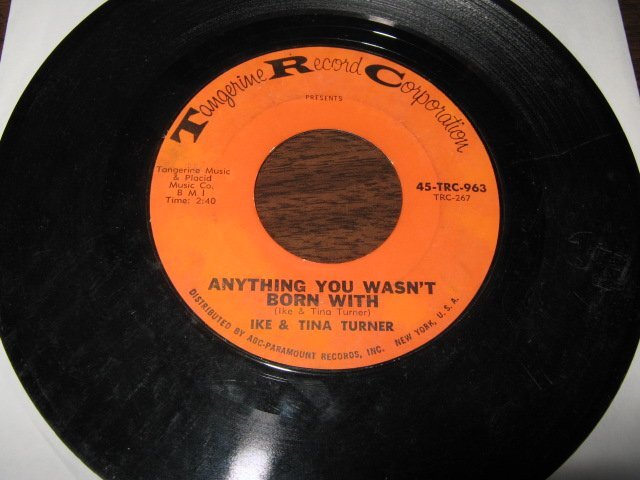 Tangerine Record Corporation
PRESENTS
Tangerine Music
& Placid
Music Co.
B M I
Time: 2:40
45-TRC-963
TRC-267
ANYTHING YOU WASN'T
BORN WITH
(Ike & Tina Turner)
IKE & TINA TURNER
DISTRIBUTED BY ABC-PARAMOUNT RECORDS, INC. NEW YORK, U.S.A.